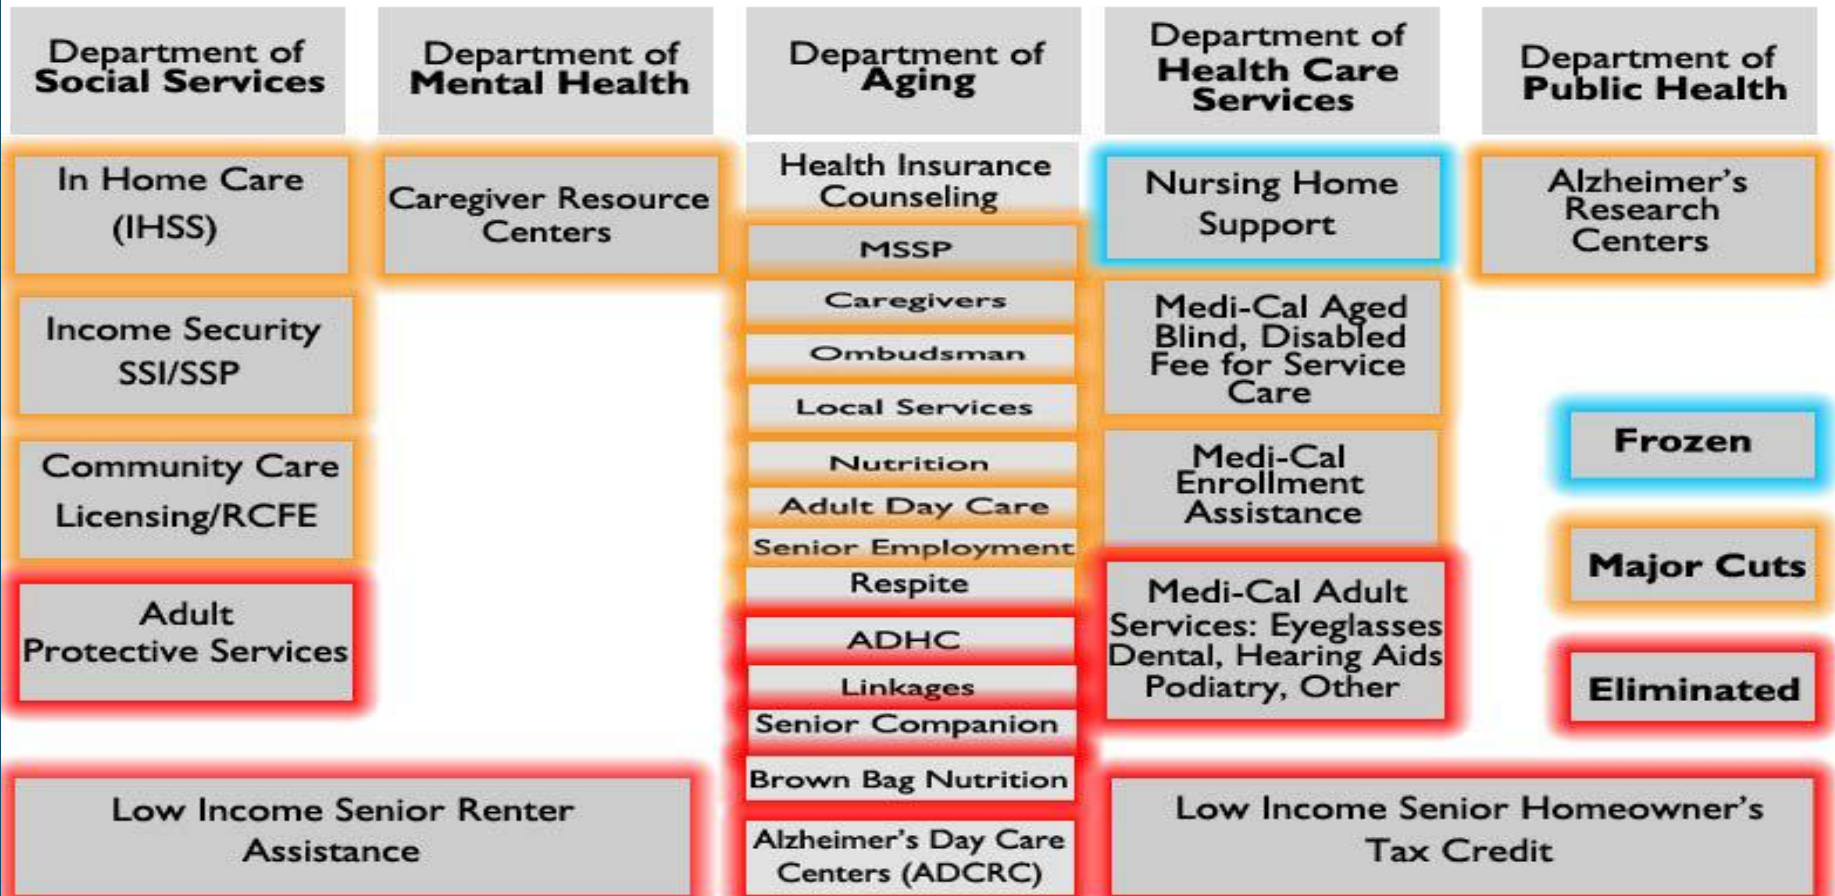 Department of
Social Services
In Home Care
(IHSS)
Income Security
SSI/SSP
Community Care
Licensing/RCFE
Adult
Protective Services
Low Income Senior Renter
Assistance
Department of
Mental Health
Caregiver Resource
Centers
Department of
Aging
Health Insurance
Counseling
MSSP
Caregivers
Ombudsman
Local Services
Nutrition
Adult Day Care
Senior Employment
Respite
ADHC
Linkages
Senior Companion
Brown Bag Nutrition
Alzheimer's Day Care
Centers (ADCRC)
Department of
Health Care
Services
Nursing Home
Support
Medi-Cal Aged
Blind, Disabled
Fee for Service
Care
Medi-Cal
Enrollment
Assistance
Medi-Cal Adult
Services: Eyeglasses
Dental, Hearing Aids
Podiatry, Other
Low Income Senior Homeowner's
Tax Credit
Department of
Public Health
Alzheimer's
Research
Centers
Frozen
Major Cuts
Eliminated